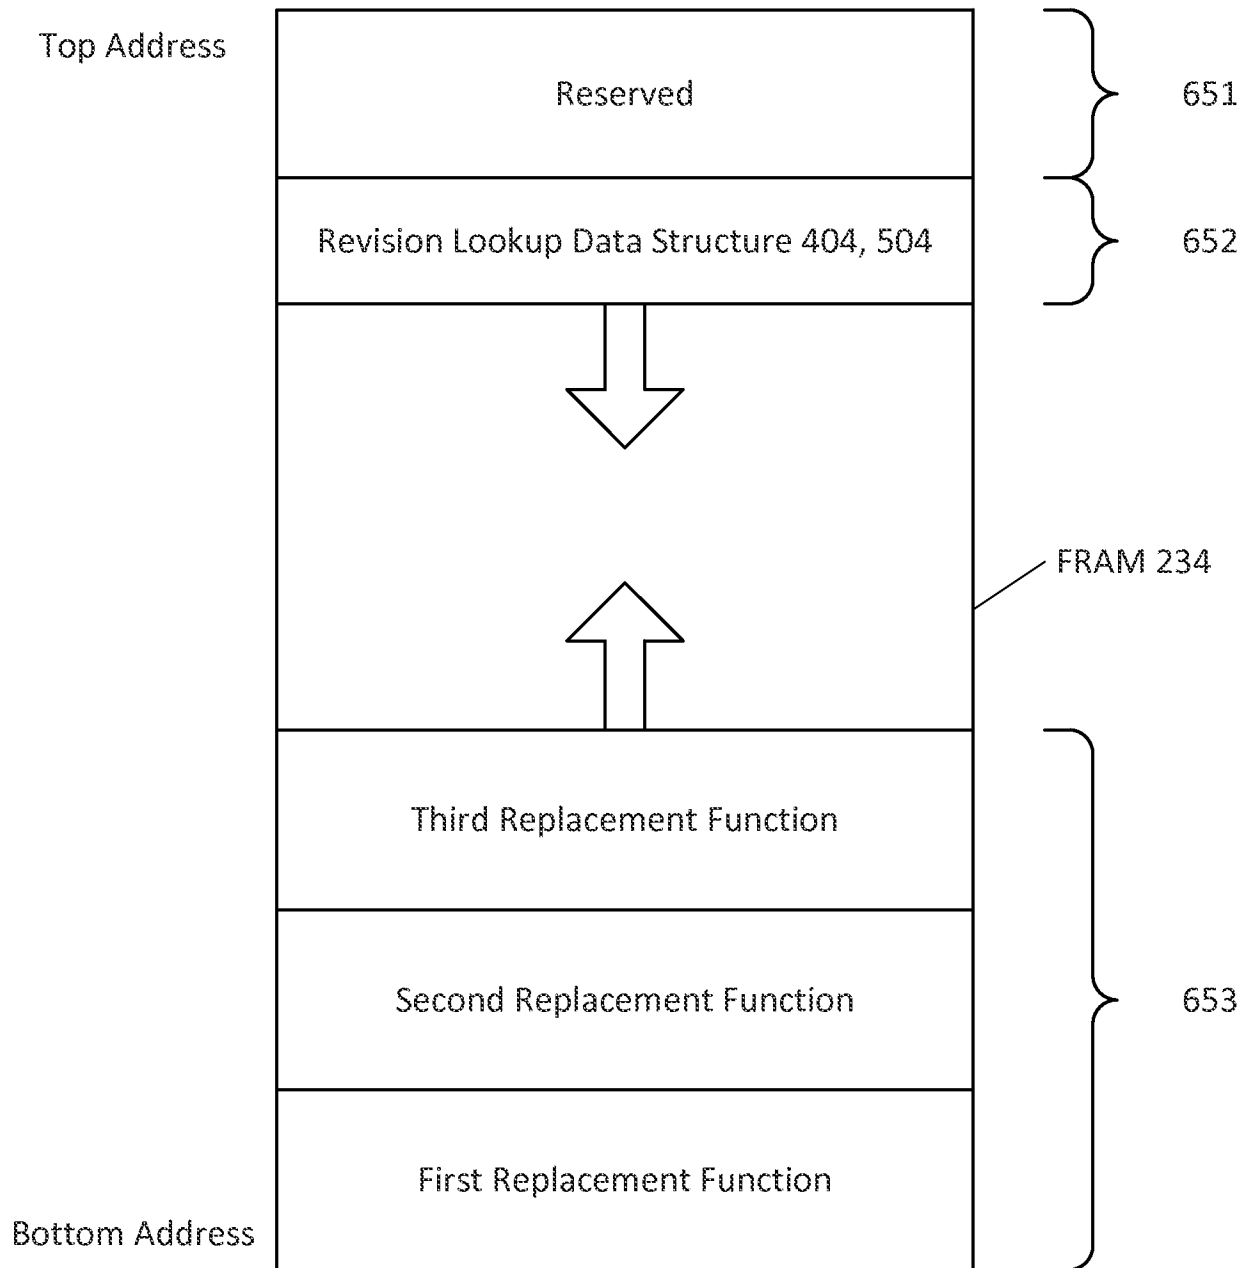 Top Address
Reserved
651
Revision Lookup Data Structure 404, 504
652
FRAM 234
Third Replacement Function
Second Replacement Function
653
First Replacement Function
Bottom Address